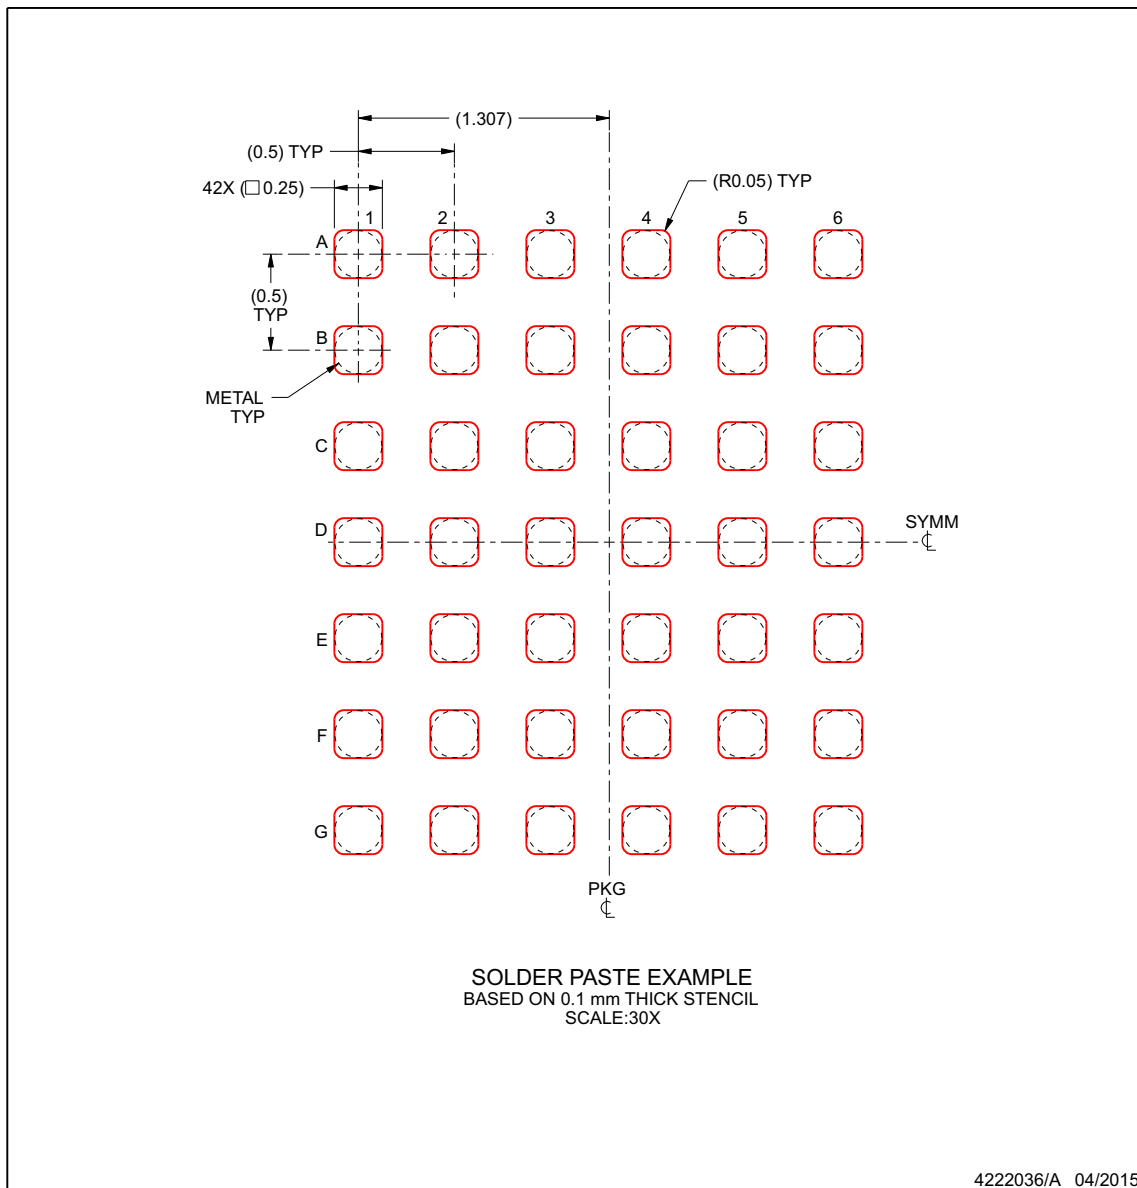 (1.307)
(0.5) TYP
42X (□0.25)
(R0.05) TYP
1 2 3 4 5 6
A
(0.5)
TYP
B
METAL
TYP
C
D
SYMM
℄
E
F
G
PKG
℄
SOLDER PASTE EXAMPLE
BASED ON 0.1 mm THICK STENCIL
SCALE:30X
4222036/A 04/2015